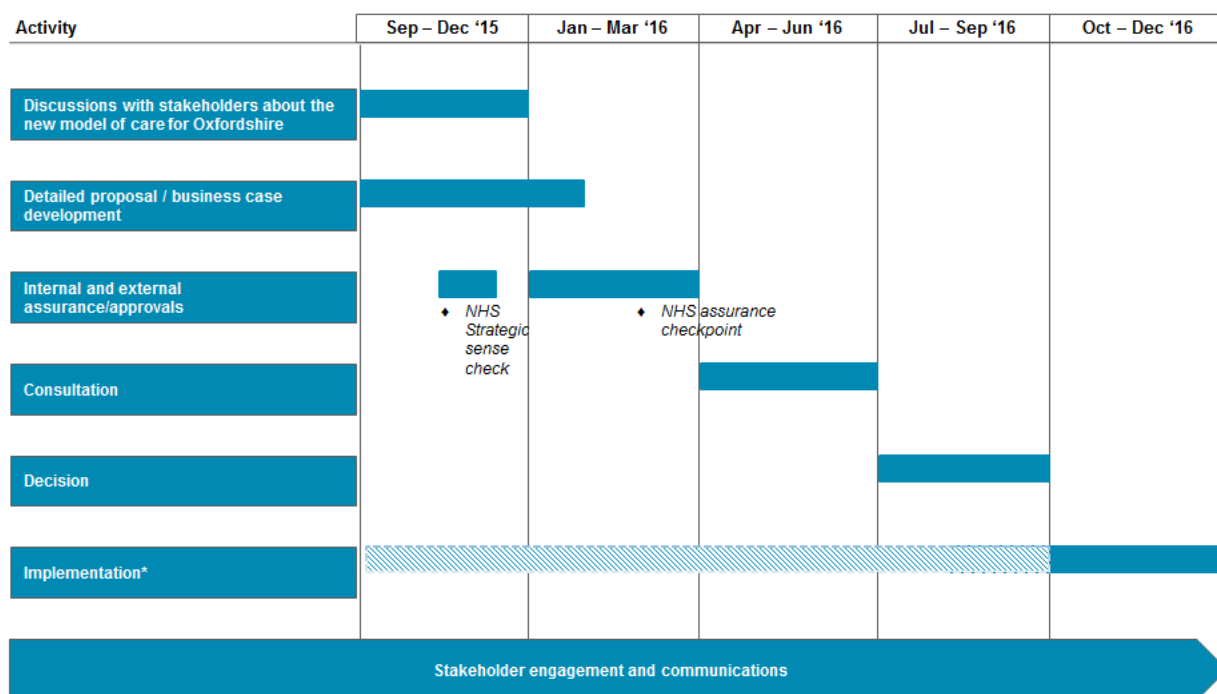 Activity
Sep – Dec ‘15
Jan – Mar ‘16
Apr – Jun ‘16
Jul – Sep ‘16
Oct – Dec ‘16
Discussions with stakeholders about the
new model of care for Oxfordshire
Detailed proposal / business case
development
Internal and external
assurance/approvals
♦ NHS
Strategic
sense
check
♦ NHS assurance
checkpoint
Consultation
Decision
Implementation*
Stakeholder engagement and communications